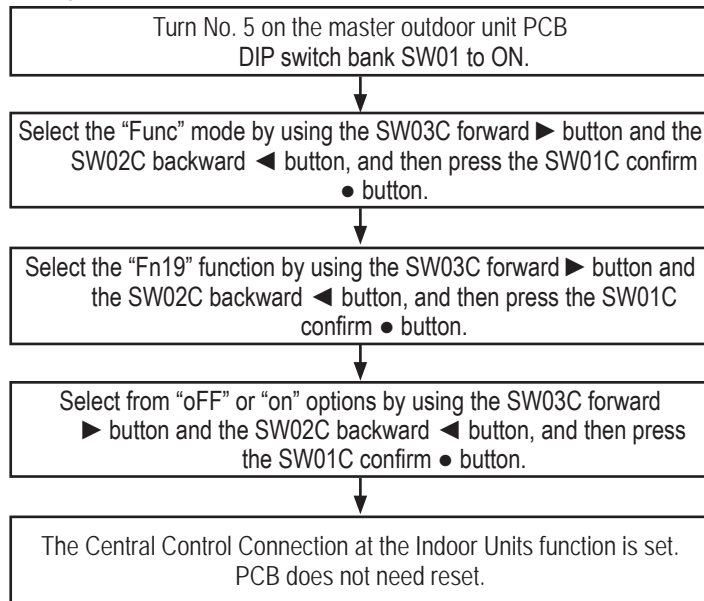 Turn No. 5 on the master outdoor unit PCB
DIP switch bank SW01 to ON.
Select the “Func” mode by using the SW03C forward ► button and the
SW02C backward ◄ button, and then press the SW01C confirm
● button.
Select the “Fn19” function by using the SW03C forward ► button and
the SW02C backward ◄ button, and then press the SW01C
confirm ● button.
Select from “oFF” or “on” options by using the SW03C forward
► button and the SW02C backward ◄ button, and then press
the SW01C confirm ● button.
The Central Control Connection at the Indoor Units function is set.
PCB does not need reset.